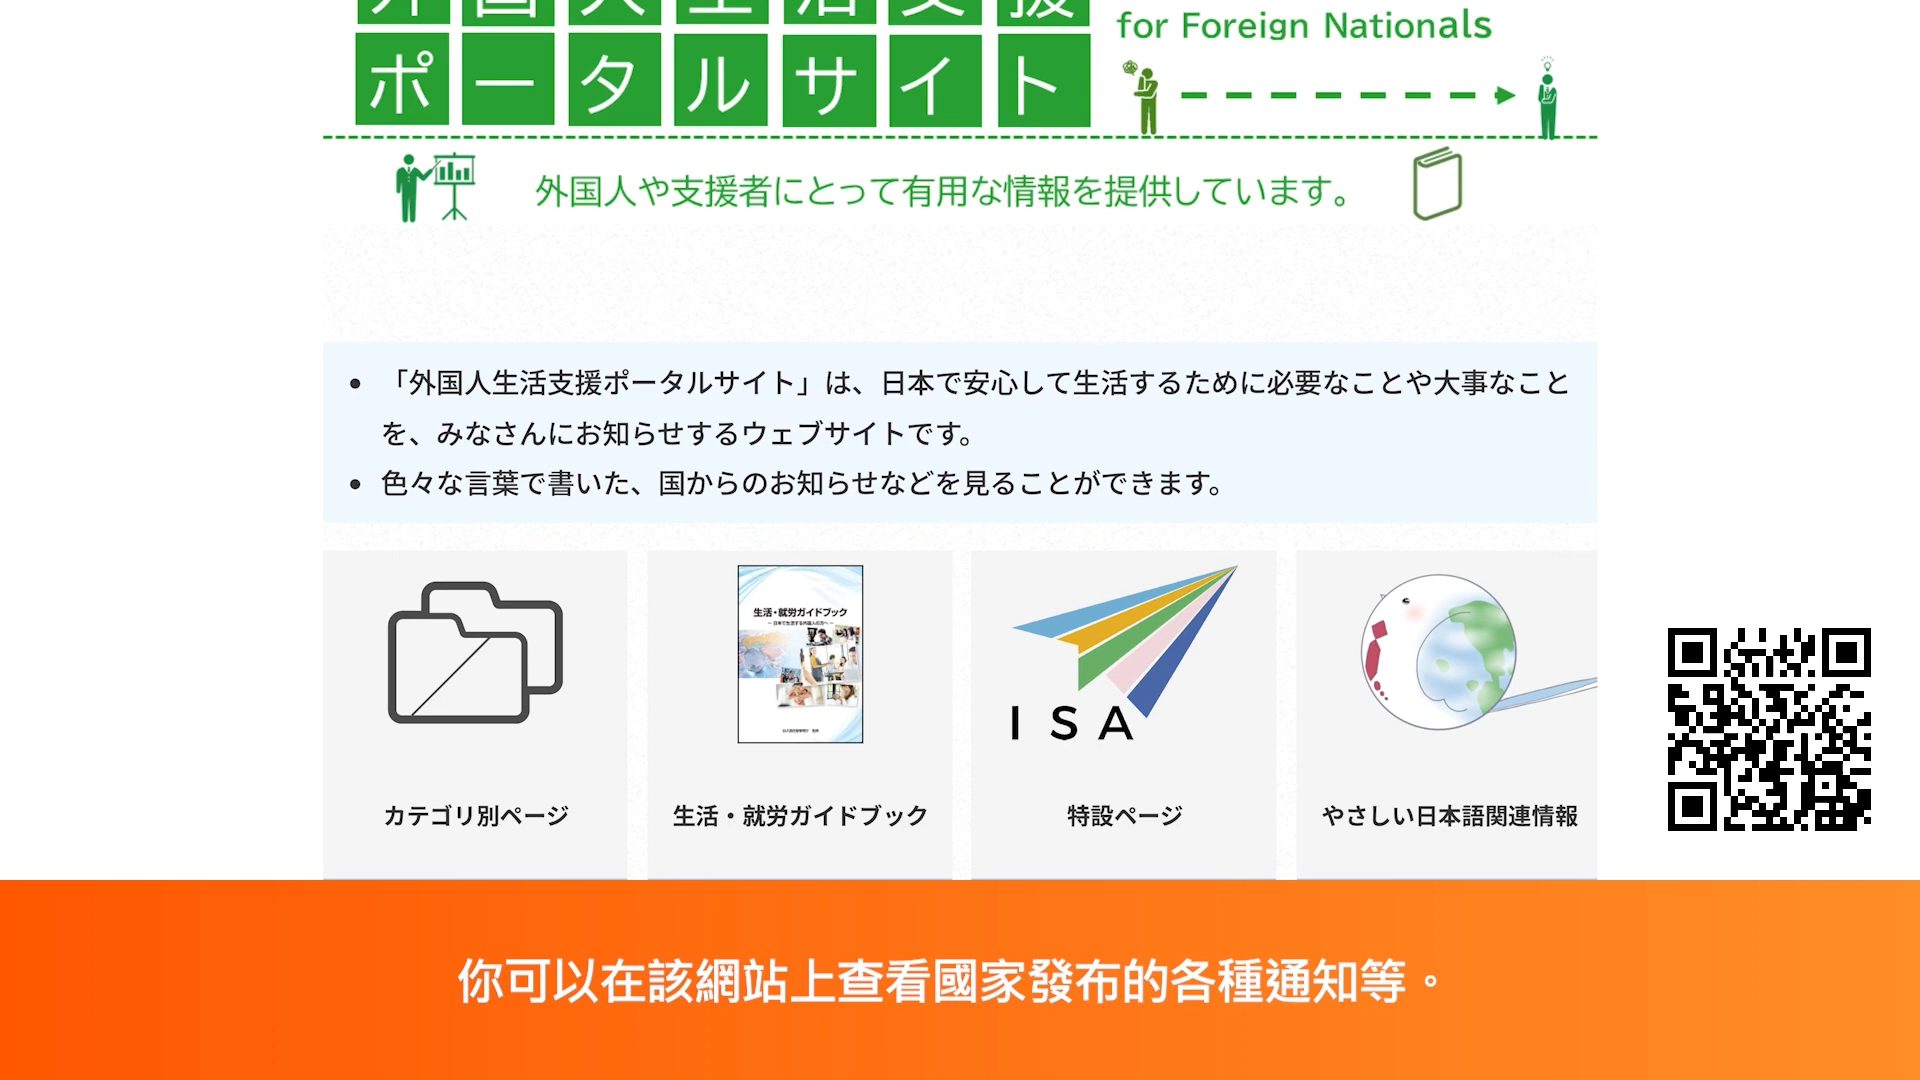 外国人生活支援
for Foreign Nationals
ポータルサイト
外国人や支援者にとって有用な情報を提供しています。
「外国人生活支援ポータルサイト」は、日本で安心して生活するために必要なことや大事なこと
を、みなさんにお知らせするウェブサイトです。
色々な言葉で書いた、国からのお知らせなどを見ることができます。
生活・就労ガイドブック
ISA
カテゴリ別ページ
生活・就労ガイドブック
特設ページ
やさしい日本語関連情報
你可以在該網站上查看國家發布的各種通知等。